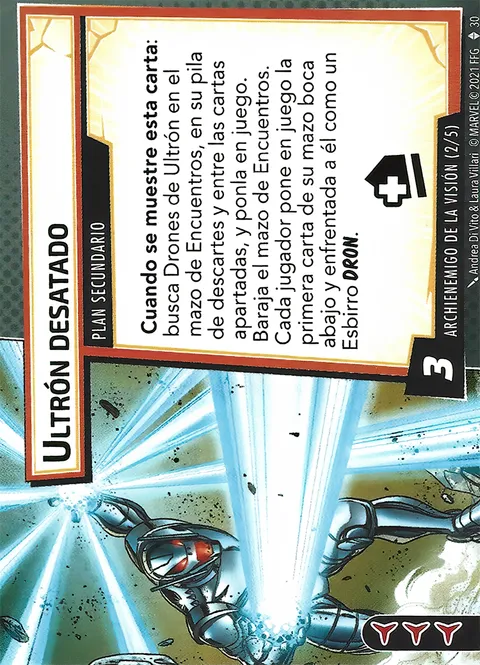 ULTRÓN DESATADO
PLAN SECUNDARIO
Cuando se muestre esta carta:
busca Drones de Ultrón en el
mazo de Encuentros, en su pila
de descartes y entre las cartas
apartadas, y ponla en juego.
Baraja el mazo de Encuentros.
Cada jugador pone en juego la
primera carta de su mazo boca
abajo y enfrentada a él como un
Esbirro DRON.
3
ARCHIENEMIGO DE LA VISIÓN (2/5)
Andrea Di Vito & Laura Villari © MARVEL © 2021 FFG 30